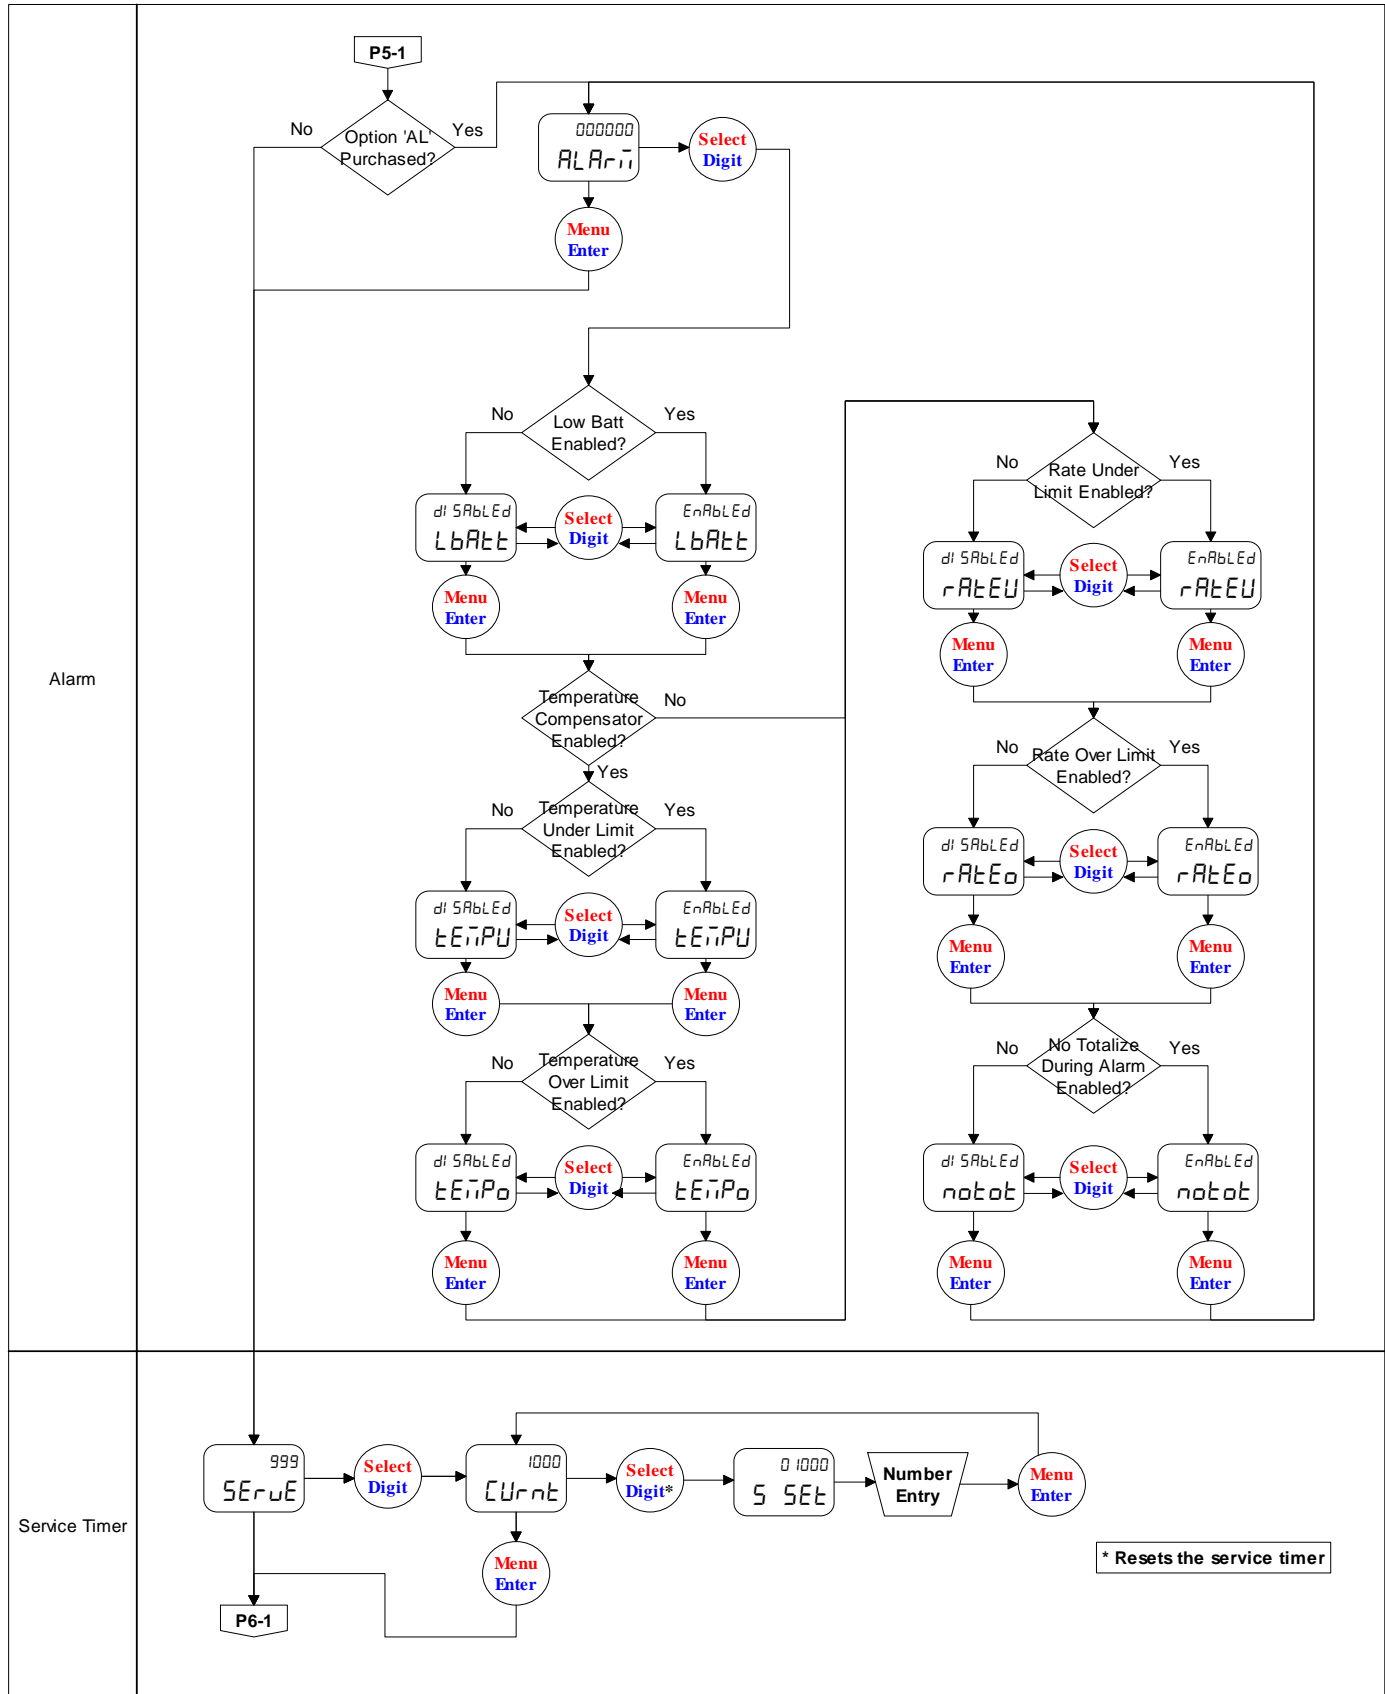 P5-1
Option 'AL'
Purchased?
No
Yes
000000
ALArm
Select
Digit
Menu
Enter
Alarm
Low Batt
Enabled?
No
Yes
dISAbLEd
LbAtt
Select
Digit
EnAbLEd
LbAtt
Menu
Enter
Menu
Enter
Temperature
Compensator
Enabled?
No
Yes
Temperature
Under Limit
Enabled?
No
Yes
dISAbLEd
tEmPU
Select
Digit
EnAbLEd
tEmPU
Menu
Enter
Menu
Enter
Temperature
Over Limit
Enabled?
No
Yes
dISAbLEd
tEmPo
Select
Digit
EnAbLEd
tEmPo
Menu
Enter
Menu
Enter
Rate Under
Limit Enabled?
No
Yes
dISAbLEd
rAtEU
Select
Digit
EnAbLEd
rAtEU
Menu
Enter
Menu
Enter
Rate Over Limit
Enabled?
No
Yes
dISAbLEd
rAtEo
Select
Digit
EnAbLEd
rAtEo
Menu
Enter
Menu
Enter
No Totalize
During Alarm
Enabled?
No
Yes
dISAbLEd
notot
Select
Digit
EnAbLEd
notot
Menu
Enter
Menu
Enter
Service Timer
999
SErvE
Select
Digit
1000
CUrnt
Select
Digit*
01000
S SEt
Number
Entry
Menu
Enter
Menu
Enter
* Resets the service timer
P6-1